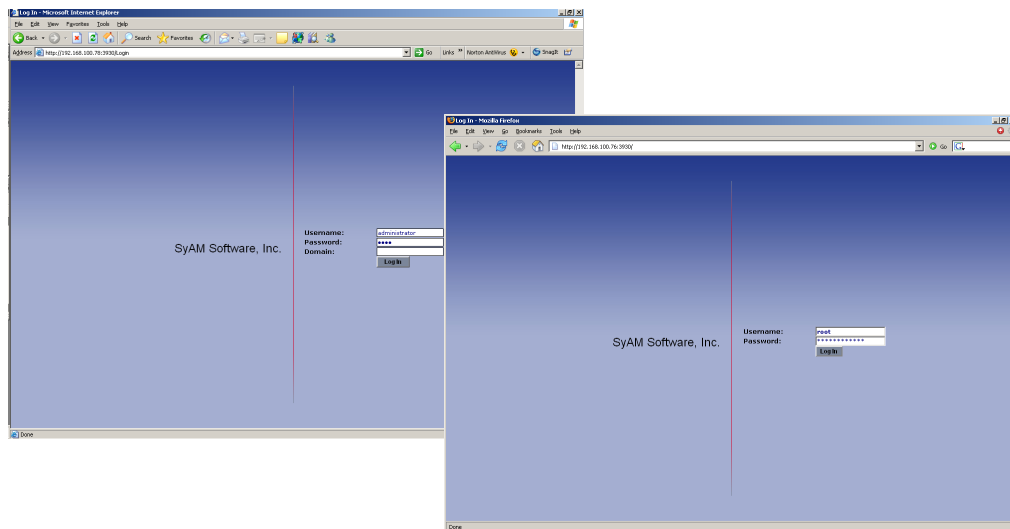 Log In - Microsoft Internet Explorer
File Edit View Favorites Tools Help
Back Search Favorites
Address http://192.168.100.78:3930/Login Go Links » Norton AntiVirus SnagIt
Username: administrator
Password: ••••
Domain:
SyAM Software, Inc.
Log In
Done
Log In - Mozilla Firefox
File Edit View Go Bookmarks Tools Help
http://192.168.100.76:3930/ Go
Username: root
Password: ************
SyAM Software, Inc.
Log In
Done